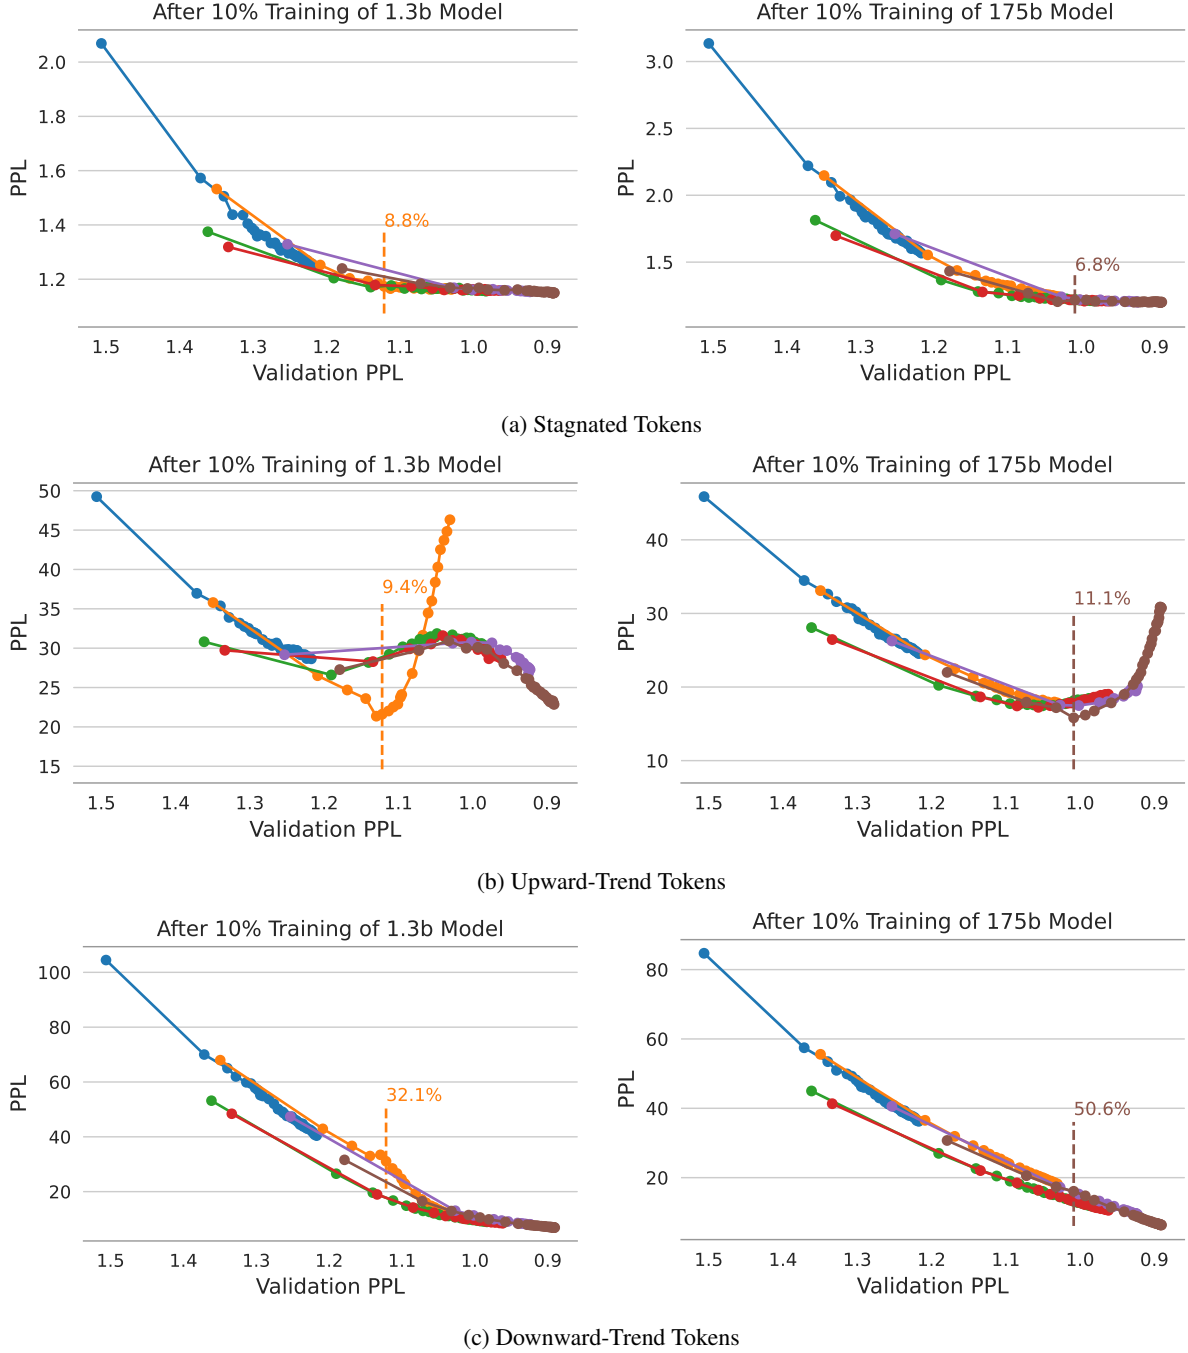 After 10% Training of 1.3b Model
After 10% Training of 175b Model
PPL
2.0
1.8
1.6
1.4
1.2
8.8%
1.5 1.4 1.3 1.2 1.1 1.0 0.9
Validation PPL
PPL
3.0
2.5
2.0
1.5
6.8%
1.5 1.4 1.3 1.2 1.1 1.0 0.9
Validation PPL
(a) Stagnated Tokens
After 10% Training of 1.3b Model
After 10% Training of 175b Model
PPL
50
45
40
35
30
25
20
15
9.4%
1.5 1.4 1.3 1.2 1.1 1.0 0.9
Validation PPL
PPL
40
30
20
10
11.1%
1.5 1.4 1.3 1.2 1.1 1.0 0.9
Validation PPL
(b) Upward-Trend Tokens
After 10% Training of 1.3b Model
After 10% Training of 175b Model
PPL
100
80
60
40
20
32.1%
1.5 1.4 1.3 1.2 1.1 1.0 0.9
Validation PPL
PPL
80
60
40
20
50.6%
1.5 1.4 1.3 1.2 1.1 1.0 0.9
Validation PPL
(c) Downward-Trend Tokens